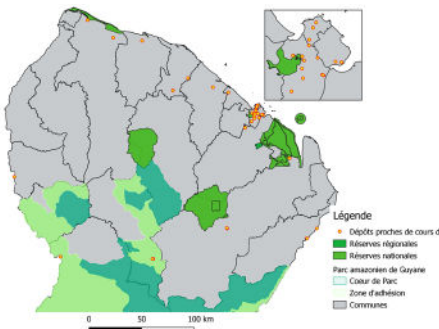 Légende
Dépôts proches de cours d
Réserves régionales
Réserves nationales
Parc amazonien de Guyane
Coeur de Parc
Zone d'adhésion
Communes
0 50 100 km